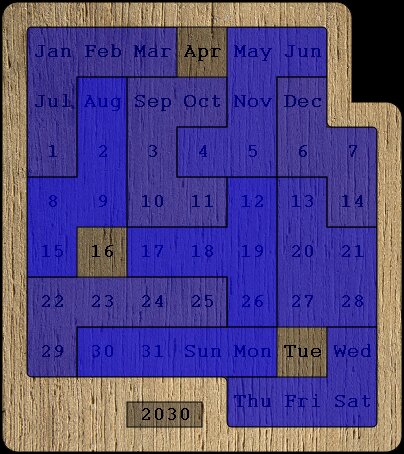 Jan Feb Mar Apr May Jun
Jul Aug Sep Oct Nov Dec
1 2 3 4 5 6 7
8 9 10 11 12 13 14
15 16 17 18 19 20 21
22 23 24 25 26 27 28
29 30 31 Sun Mon Tue Wed
Thu Fri Sat
2030